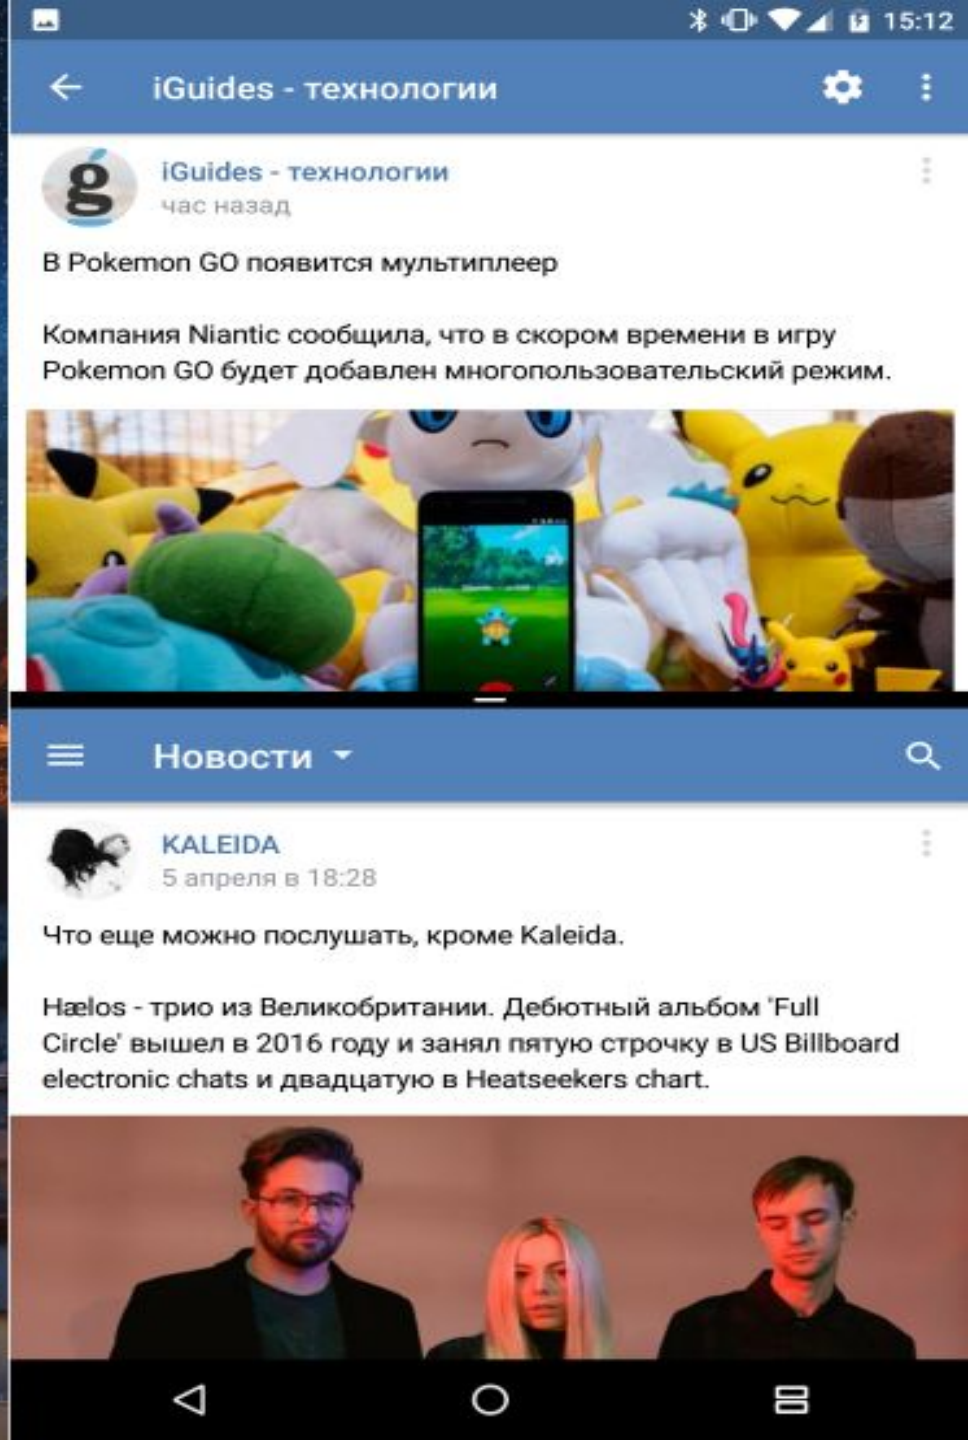 15:12
iGuides - технологии
iGuides - технологии
час назад
В Pokemon GO появится мультиплеер
Компания Niantic сообщила, что в скором времени в игру
Pokemon GO будет добавлен многопользовательский режим.
Новости
KALEIDA
5 апреля в 18:28
Что еще можно послушать, кроме Kaleida.
Hælos - трио из Великобритании. Дебютный альбом 'Full
Circle' вышел в 2016 году и занял пятую строчку в US Billboard
electronic chats и двадцатую в Heatseekers chart.